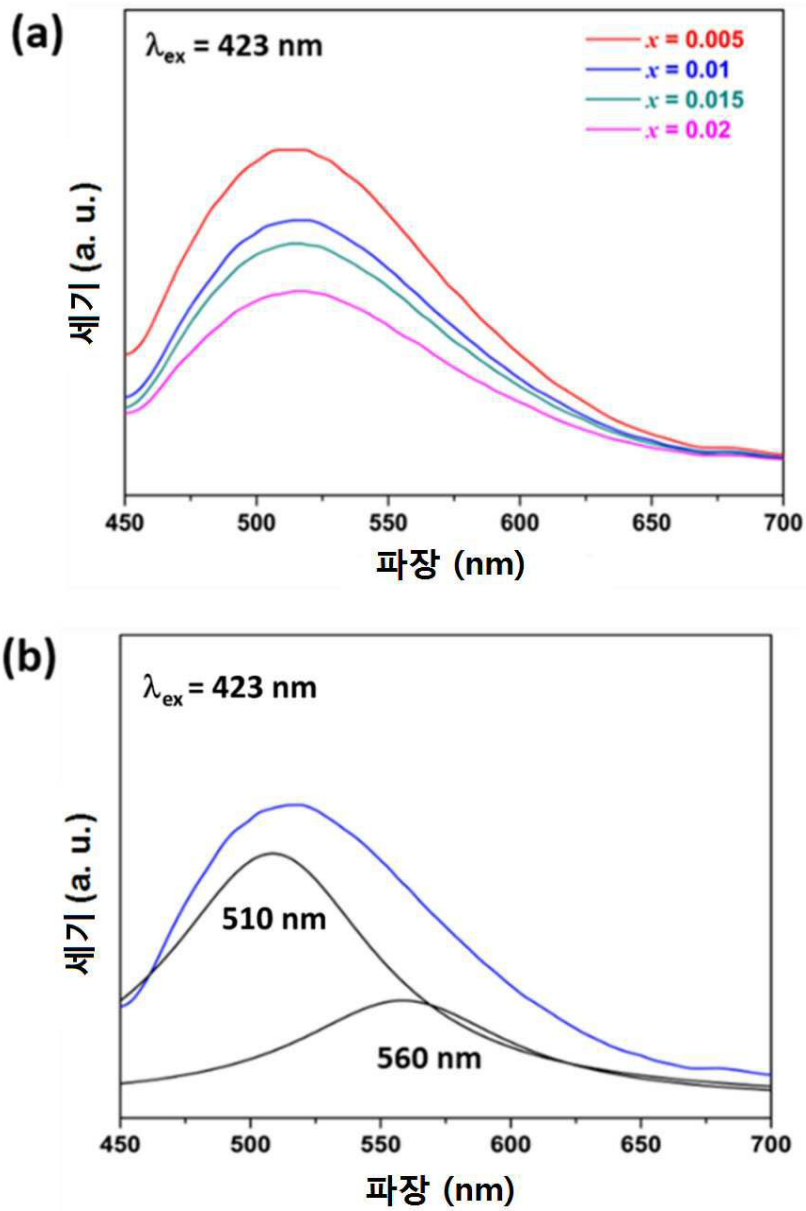 (a)
λex = 423 nm
x = 0.005
x = 0.01
x = 0.015
x = 0.02
세기 (a. u.)
450 500 550 600 650 700
파장 (nm)
(b)
λex = 423 nm
510 nm
560 nm
세기 (a. u.)
450 500 550 600 650 700
파장 (nm)